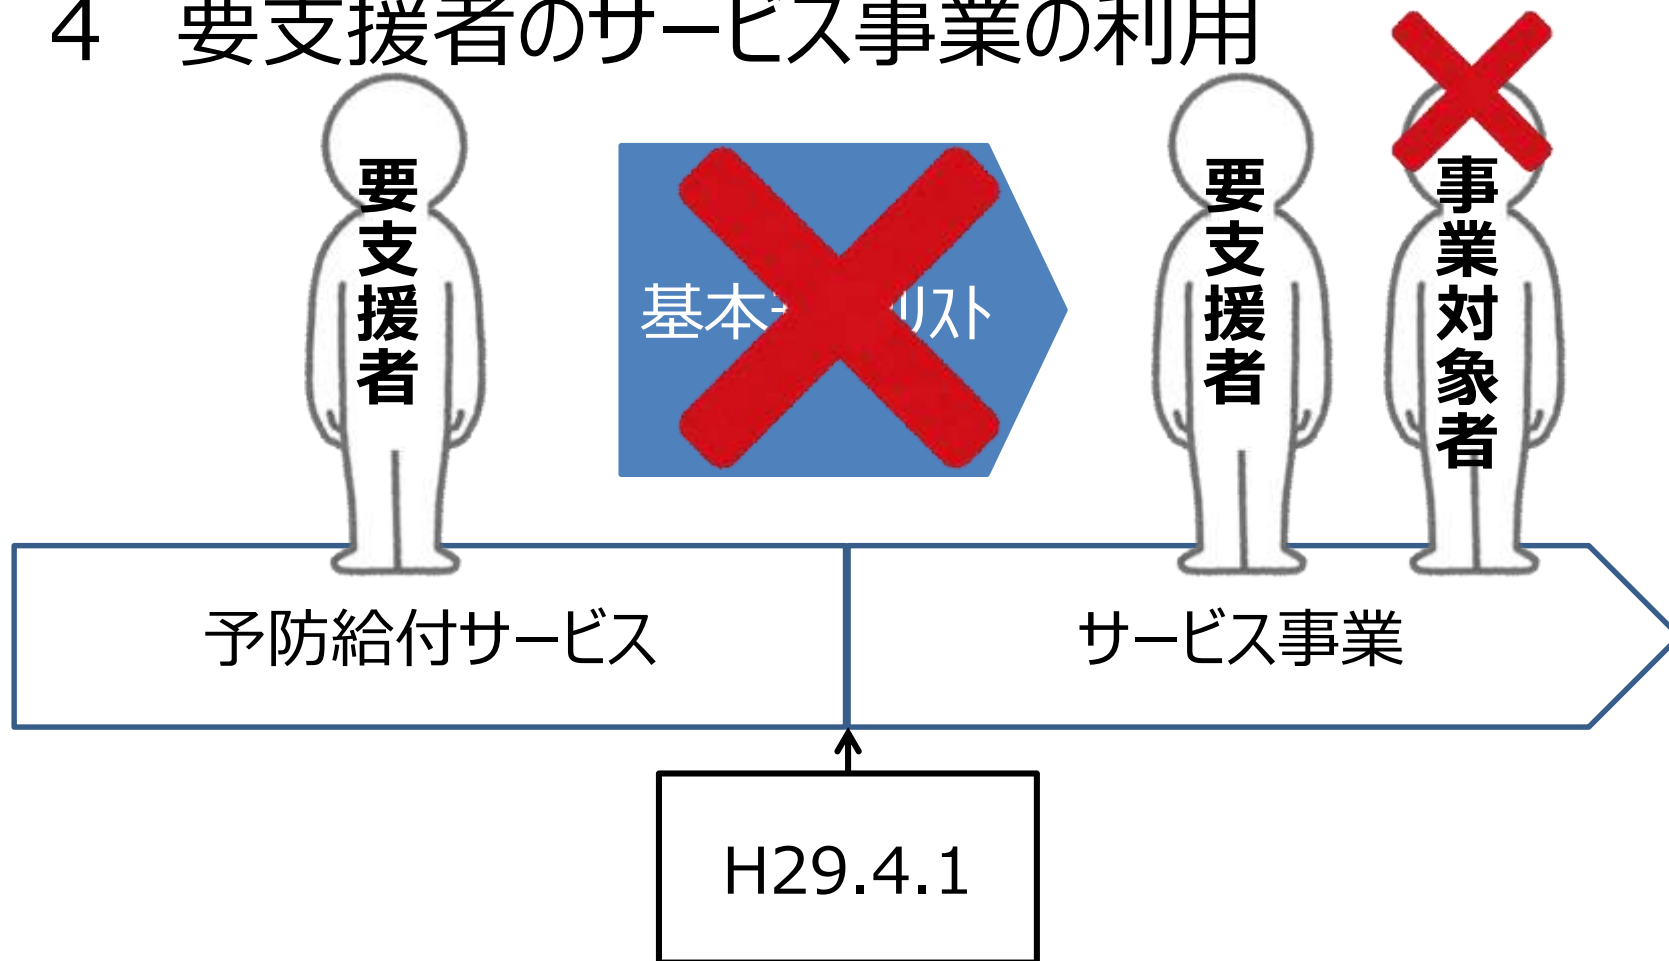 4 要支援者のサービス事業の利用
要支援者
基本 リスト
要支援者
事業対象者
予防給付サービス
サービス事業
H29.4.1